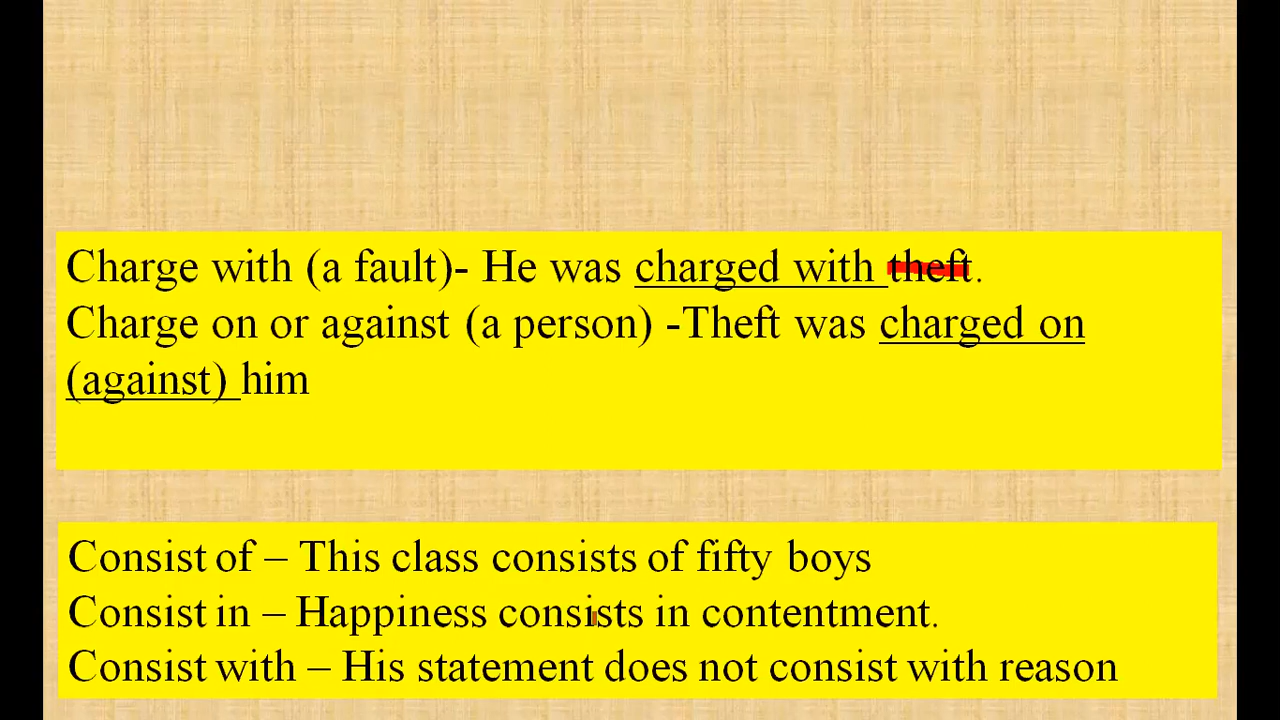 Charge with (a fault)- He was charged with theft.
Charge on or against (a person) -Theft was charged on
(against) him
Consist of – This class consists of fifty boys
Consist in – Happiness consists in contentment.
Consist with – His statement does not consist with reason